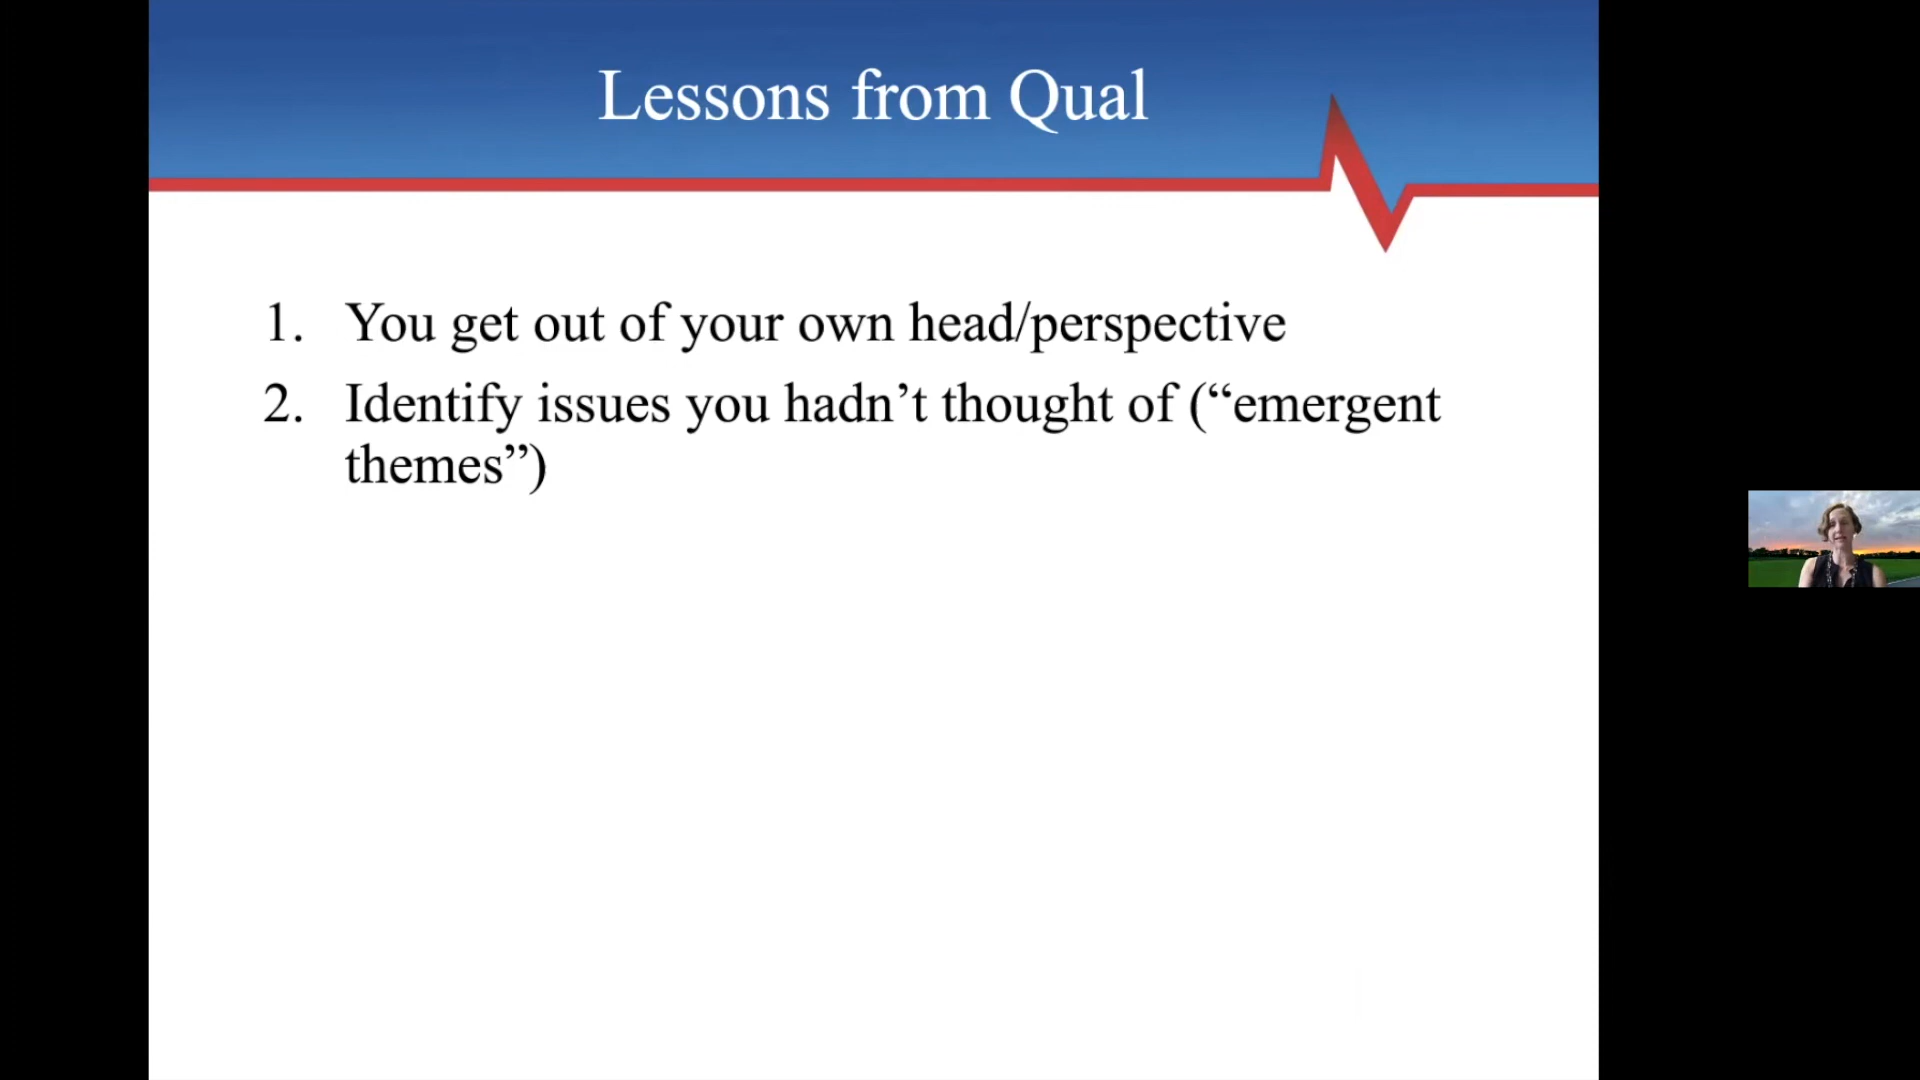 Lessons from Qual
1. You get out of your own head/perspective
2. Identify issues you hadn’t thought of (“emergent
themes”)